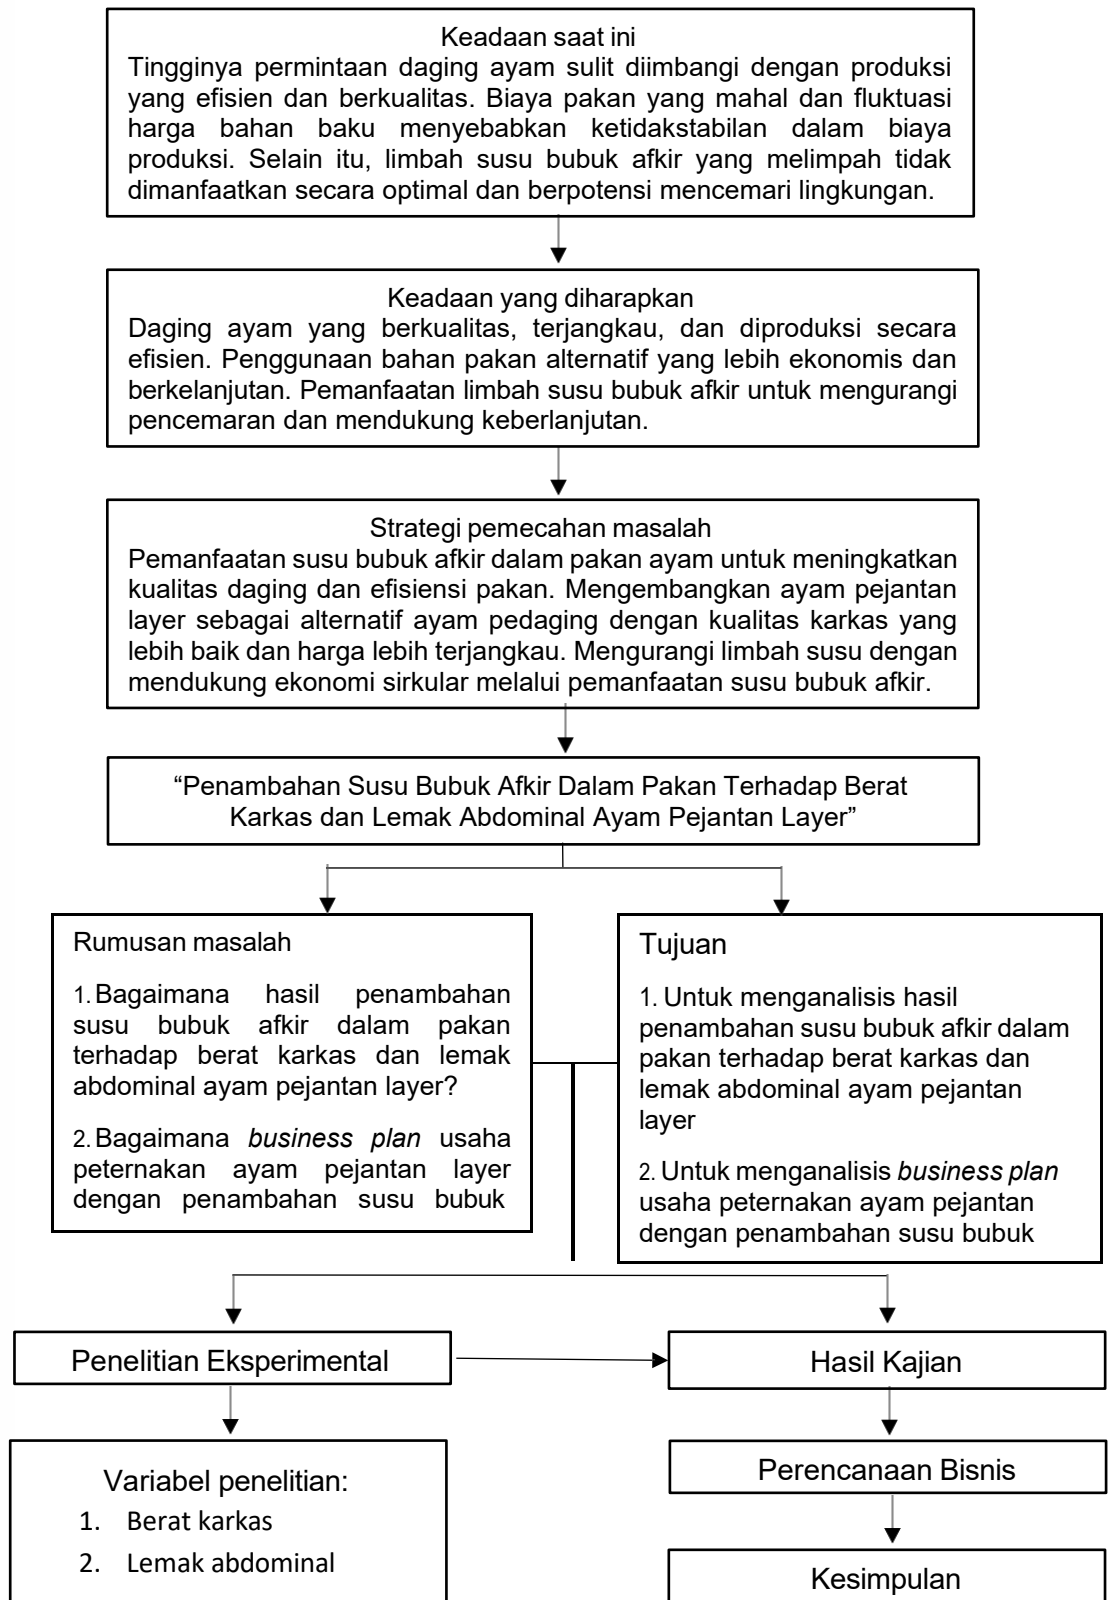 Keadaan saat ini
Tingginya permintaan daging ayam sulit diimbangi dengan produksi
yang efisien dan berkualitas. Biaya pakan yang mahal dan fluktuasi
harga bahan baku menyebabkan ketidakstabilan dalam biaya
produksi. Selain itu, limbah susu bubuk afkir yang melimpah tidak
dimanfaatkan secara optimal dan berpotensi mencemari lingkungan.
Keadaan yang diharapkan
Daging ayam yang berkualitas, terjangkau, dan diproduksi secara
efisien. Penggunaan bahan pakan alternatif yang lebih ekonomis dan
berkelanjutan. Pemanfaatan limbah susu bubuk afkir untuk mengurangi
pencemaran dan mendukung keberlanjutan.
Strategi pemecahan masalah
Pemanfaatan susu bubuk afkir dalam pakan ayam untuk meningkatkan
kualitas daging dan efisiensi pakan. Mengembangkan ayam pejantan
layer sebagai alternatif ayam pedaging dengan kualitas karkas yang
lebih baik dan harga lebih terjangkau. Mengurangi limbah susu dengan
mendukung ekonomi sirkular melalui pemanfaatan susu bubuk afkir.
“Penambahan Susu Bubuk Afkir Dalam Pakan Terhadap Berat
Karkas dan Lemak Abdominal Ayam Pejantan Layer”
Rumusan masalah
1. Bagaimana hasil penambahan
susu bubuk afkir dalam pakan
terhadap berat karkas dan lemak
abdominal ayam pejantan layer?
2. Bagaimana business plan usaha
peternakan ayam pejantan layer
dengan penambahan susu bubuk
Tujuan
1. Untuk menganalisis hasil
penambahan susu bubuk afkir dalam
pakan terhadap berat karkas dan
lemak abdominal ayam pejantan
layer
2. Untuk menganalisis business plan
usaha peternakan ayam pejantan
dengan penambahan susu bubuk
Penelitian Eksperimental
Hasil Kajian
Variabel penelitian:
1. Berat karkas
2. Lemak abdominal
Perencanaan Bisnis
Kesimpulan